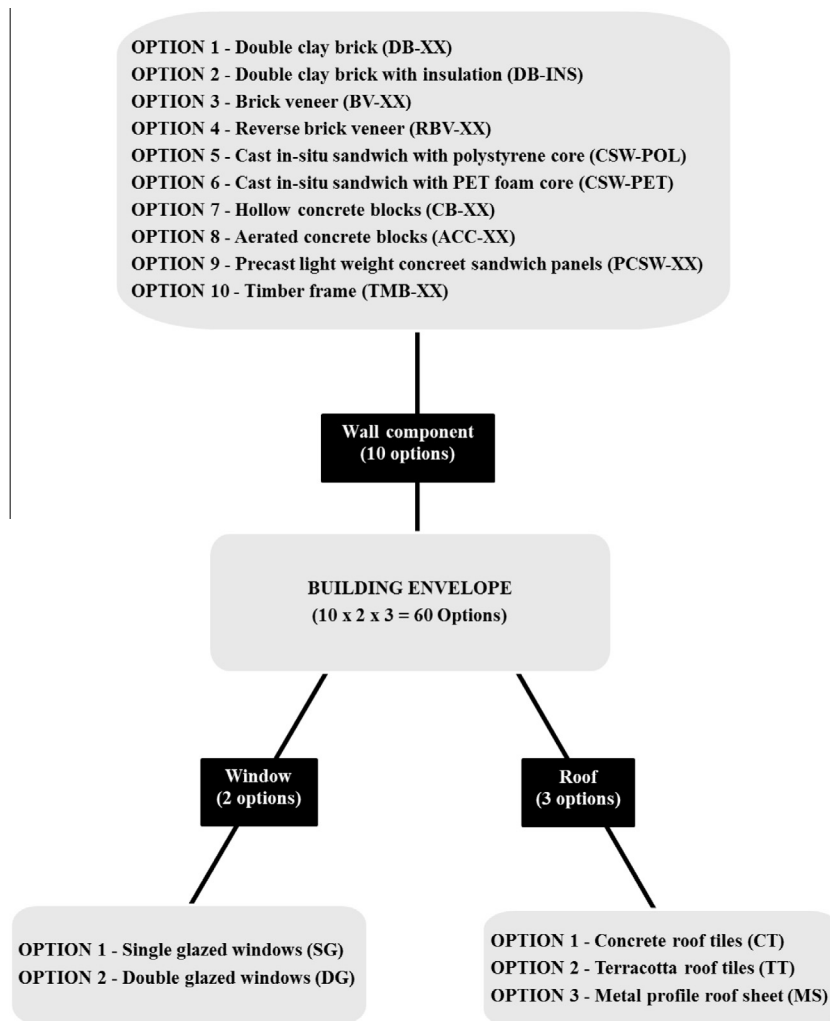 OPTION 1 - Double clay brick (DB-XX)
OPTION 2 - Double clay brick with insulation (DB-INS)
OPTION 3 - Brick veneer (BV-XX)
OPTION 4 - Reverse brick veneer (RBV-XX)
OPTION 5 - Cast in-situ sandwich with polystyrene core (CSW-POL)
OPTION 6 - Cast in-situ sandwich with PET foam core (CSW-PET)
OPTION 7 - Hollow concrete blocks (CB-XX)
OPTION 8 - Aerated concrete blocks (ACC-XX)
OPTION 9 - Precast light weight concreet sandwich panels (PCSW-XX)
OPTION 10 - Timber frame (TMB-XX)
Wall component
(10 options)
BUILDING ENVELOPE
(10 x 2 x 3 = 60 Options)
Window
(2 options)
Roof
(3 options)
OPTION 1 - Single glazed windows (SG)
OPTION 2 - Double glazed windows (DG)
OPTION 1 - Concrete roof tiles (CT)
OPTION 2 - Terracotta roof tiles (TT)
OPTION 3 - Metal profile roof sheet (MS)